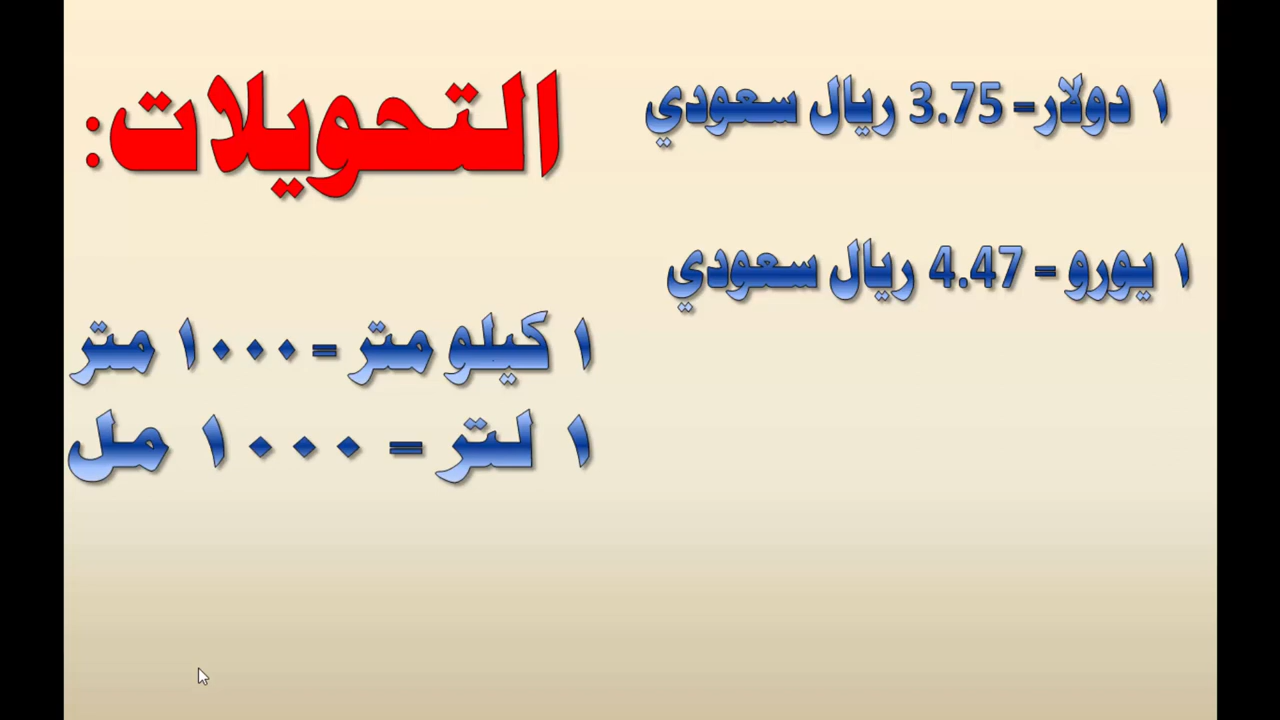 التحويلات:
١ دولار= 3.75 ريال سعودي
١ يورو = 4.47 ريال سعودي
١ كيلو متر = ١٠٠٠ متر
١ لتر = ١٠٠٠ مل